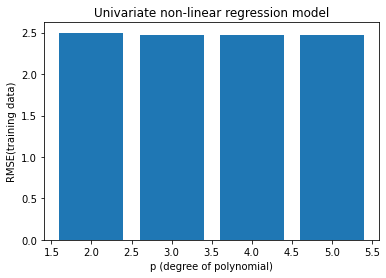 Univariate non-linear regression model
2.5
2.0
1.5
1.0
0.5
0.0
RMSE(training data)
1.5 2.0 2.5 3.0 3.5 4.0 4.5 5.0 5.5
p (degree of polynomial)